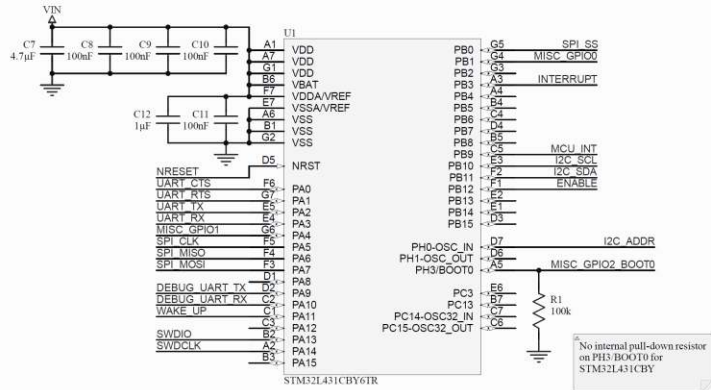 VIN
U1
C7
4.7µF
C8
100nF
C9
100nF
C10
100nF
C12
1µF
C11
100nF
A1 VDD
A7 VDD
G1 VDD
B6 VBAT
F7 VDDA/VREF
E7 VSSA/VREF
A6 VSS
B1 VSS
G2 VSS
NRESET D5 NRST
UART_CTS F6 PA0
UART_RTS G7 PA1
UART_TX E5 PA2
UART_RX E4 PA3
MISC_GPIO1 G6 PA4
SPI_CLK F5 PA5
SPI_MISO F4 PA6
SPI_MOSI F3 PA7
D1 PA8
DEBUG_UART_TX D2 PA9
DEBUG_UART_RX C2 PA10
WAKE_UP C1 PA11
C3 PA12
SWDIO B2 PA13
SWDCLK A2 PA14
B3 PA15
PB0 G5 SPI_SS
PB1 G4 MISC_GPIO0
PB2 G3
PB3 A3 INTERRUPT
PB4 A4
PB5 B4
PB6 C4
PB7 D4
PB8 B5
PB9 C5 MCU_INT
PB10 E3 I2C_SCL
PB11 F2 I2C_SDA
PB12 F1 ENABLE
PB13 E2
PB14 E1
PB15 D3
PH0-OSC_IN D7 I2C_ADDR
PH1-OSC_OUT D6
PH3/BOOT0 A5 MISC_GPIO2_BOOT0
PC3 E6
PC13 B7
PC14-OSC32_IN C7
PC15-OSC32_OUT C6
R1
100k
STM32L431CBY6TR
No internal pull-down resistor
on PH3/BOOT0 for
STM32L431CBY